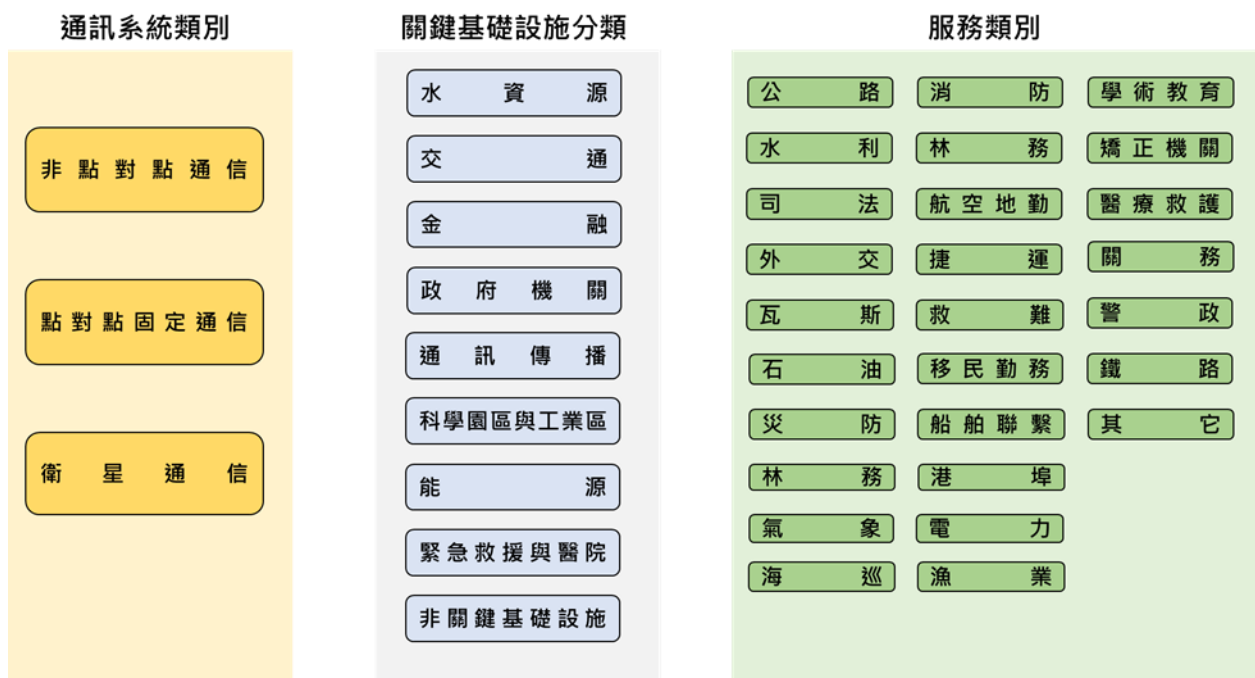 通訊系統類別
非點對點通信
點對點固定通信
衛星通信
關鍵基礎設施分類
水資源
交通
金融
政府機關
通訊傳播
科學園區與工業區
能源
緊急救援與醫院
非關鍵基礎設施
服務類別
公路
水利
司法
外交
瓦斯
石油
災防
林務
氣象
海巡
消防
林務
航空地勤
捷運
救難
移民勤務
船舶聯繫
港埠
電力
漁業
學術教育
矯正機關
醫療救護
關務
警政
鐵路
其它